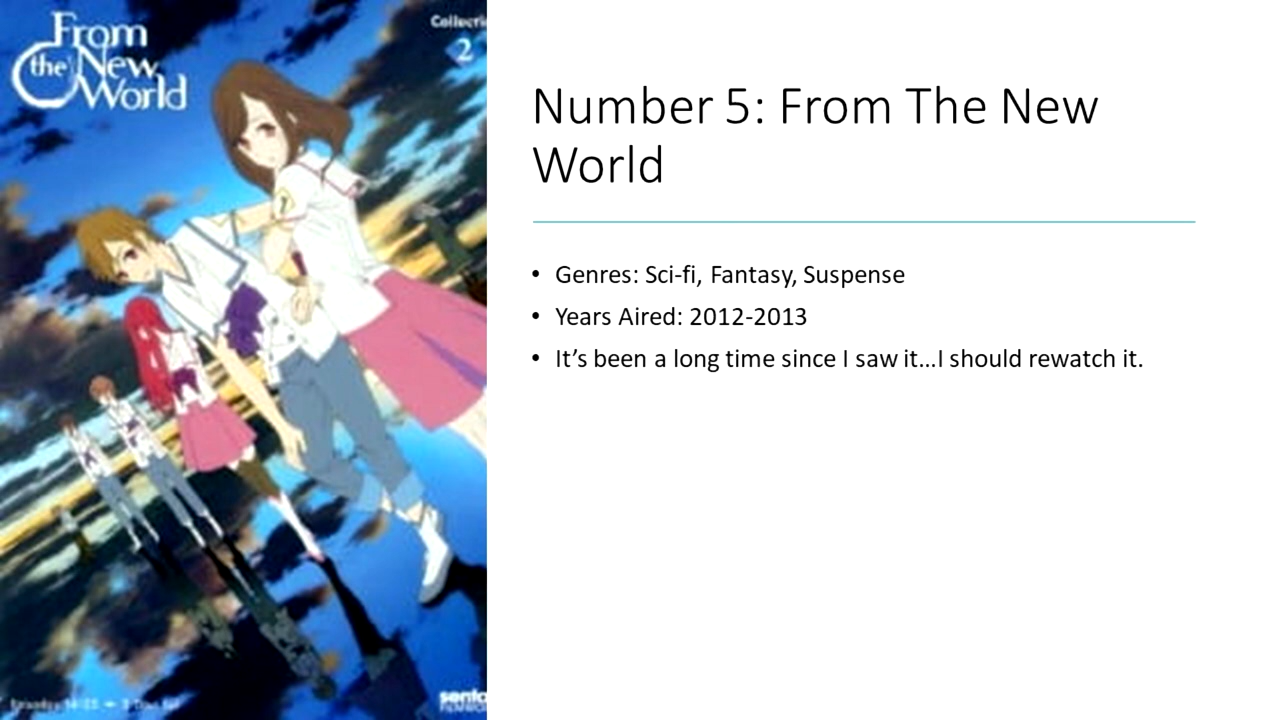 From
the New
World
Collecti
2
senta
Number 5: From The New
World
• Genres: Sci-fi, Fantasy, Suspense
• Years Aired: 2012-2013
• It’s been a long time since I saw it…I should rewatch it.